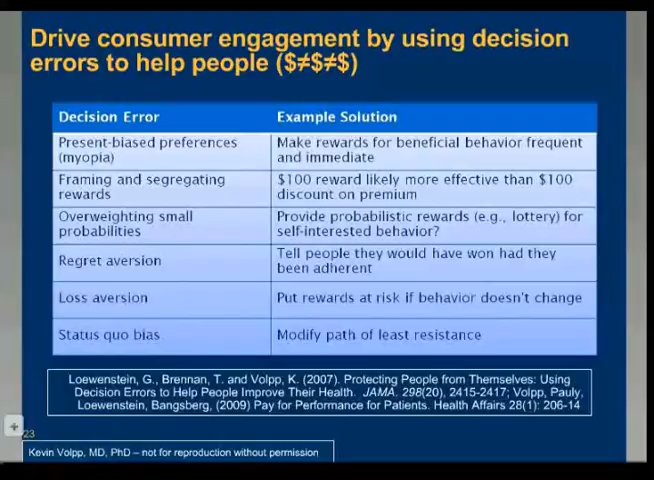 Drive consumer engagement by using decision
errors to help people ($≠$≠$)
Decision Error
Example Solution
Present-biased preferences
(myopia)
Make rewards for beneficial behavior frequent
and immediate
Framing and segregating
rewards
$100 reward likely more effective than $100
discount on premium
Overweighting small
probabilities
Provide probabilistic rewards (e.g., lottery) for
self-interested behavior?
Regret aversion
Tell people they would have won had they
been adherent
Loss aversion
Put rewards at risk if behavior doesn't change
Status quo bias
Modify path of least resistance
Loewenstein, G., Brennan, T. and Volpp, K. (2007). Protecting People from Themselves: Using
Decision Errors to Help People Improve Their Health. JAMA. 298(20), 2415-2417; Volpp, Pauly,
Loewenstein, Bangsberg, (2009) Pay for Performance for Patients. Health Affairs 28(1): 206-14
23
Kevin Volpp, MD, PhD – not for reproduction without permission